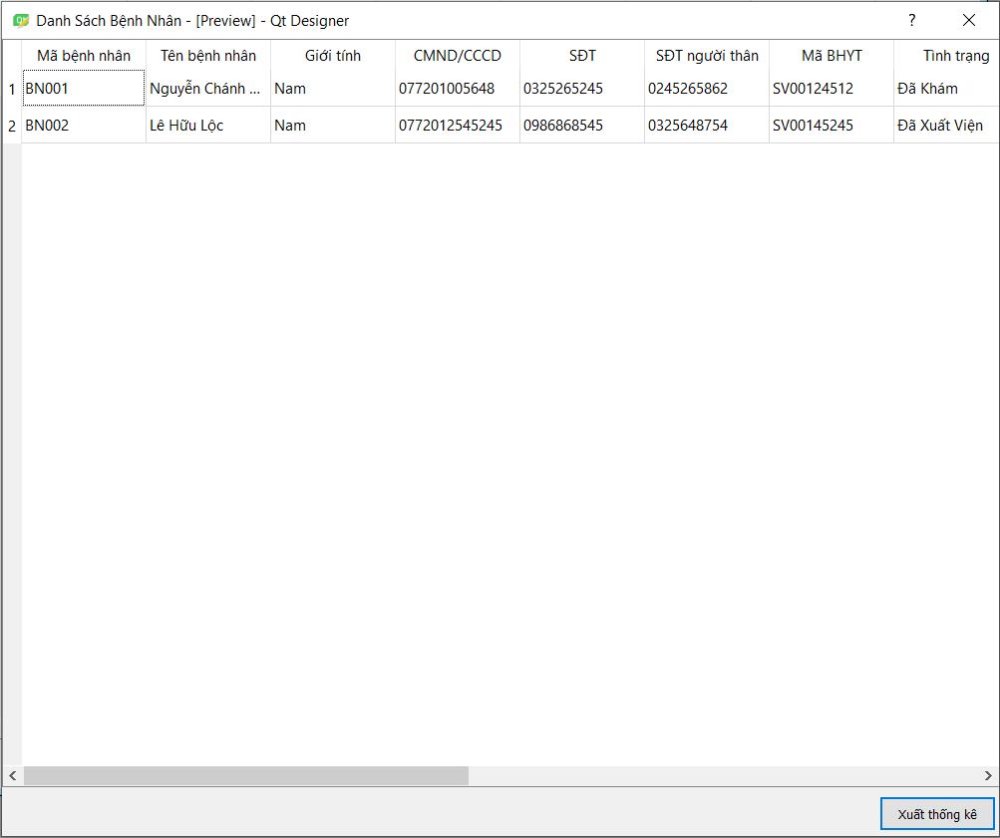 Danh Sách Bệnh Nhân - [Preview] - Qt Designer ?
Mã bệnh nhân Tên bệnh nhân Giới tính CMND/CCCD SĐT SĐT người thân Mã BHYT Tình trạng
1 BN001 Nguyễn Chánh ... Nam 077201005648 0325265245 0245265862 SV00124512 Đã Khám
2 BN002 Lê Hữu Lộc Nam 0772012545245 0986868545 0325648754 SV00145245 Đã Xuất Viện
Xuất thống kê